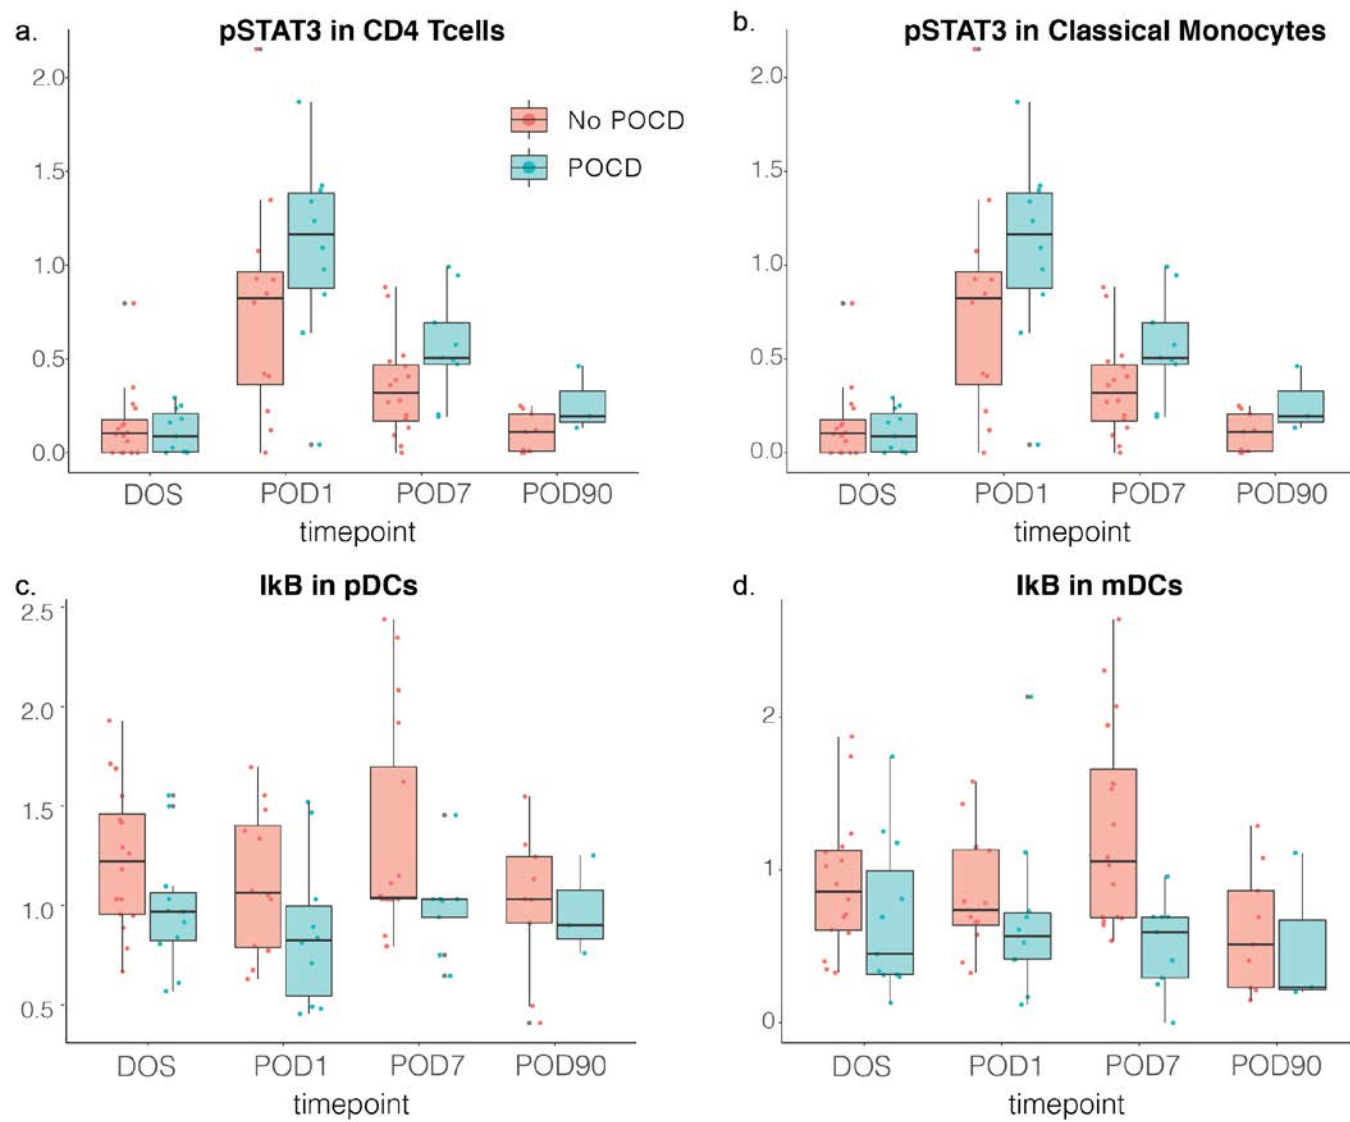 a.
pSTAT3 in CD4 Tcells
2.0
1.5
1.0
0.5
0.0
No POCD
POCD
DOS POD1 POD7 POD90
timepoint
b.
pSTAT3 in Classical Monocytes
2.0
1.5
1.0
0.5
0.0
DOS POD1 POD7 POD90
timepoint
c.
IkB in pDCs
2.5
2.0
1.5
1.0
0.5
DOS POD1 POD7 POD90
timepoint
d.
IkB in mDCs
2
1
0
DOS POD1 POD7 POD90
timepoint